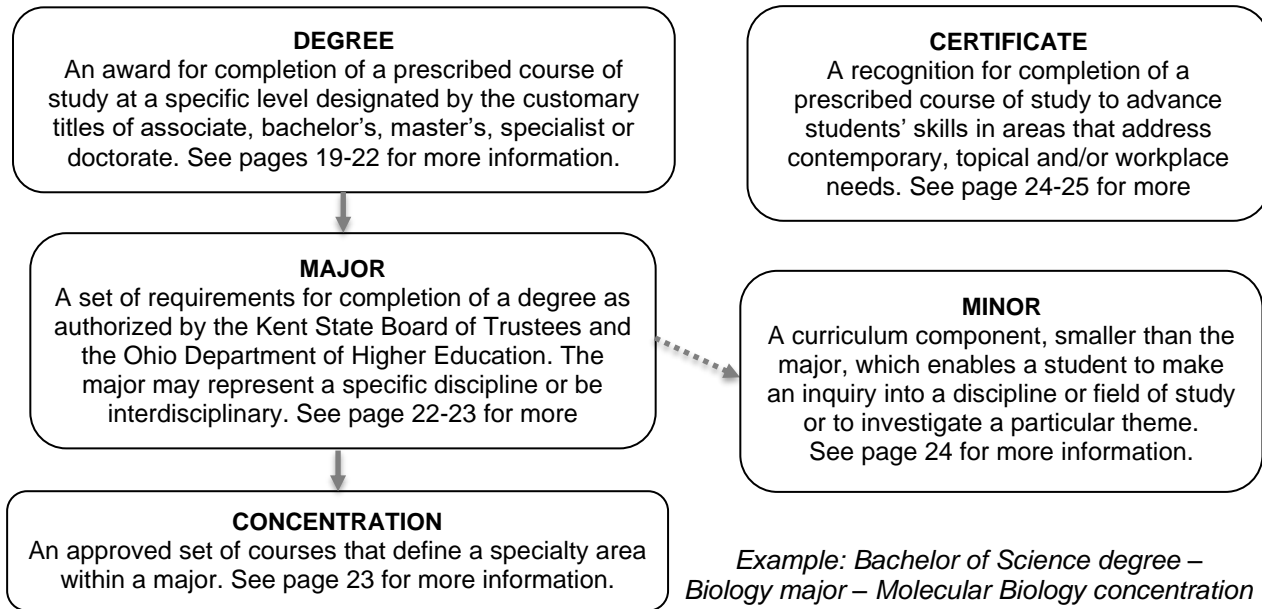 DEGREE
An award for completion of a prescribed course of
study at a specific level designated by the customary
titles of associate, bachelor’s, master’s, specialist or
doctorate. See pages 19-22 for more information.
CERTIFICATE
A recognition for completion of a
prescribed course of study to advance
students’ skills in areas that address
contemporary, topical and/or workplace
needs. See page 24-25 for more
MAJOR
A set of requirements for completion of a degree as
authorized by the Kent State Board of Trustees and
the Ohio Department of Higher Education. The
major may represent a specific discipline or be
interdisciplinary. See page 22-23 for more
MINOR
A curriculum component, smaller than the
major, which enables a student to make
an inquiry into a discipline or field of study
or to investigate a particular theme.
See page 24 for more information.
CONCENTRATION
An approved set of courses that define a specialty area
within a major. See page 23 for more information.
Example: Bachelor of Science degree –
Biology major – Molecular Biology concentration